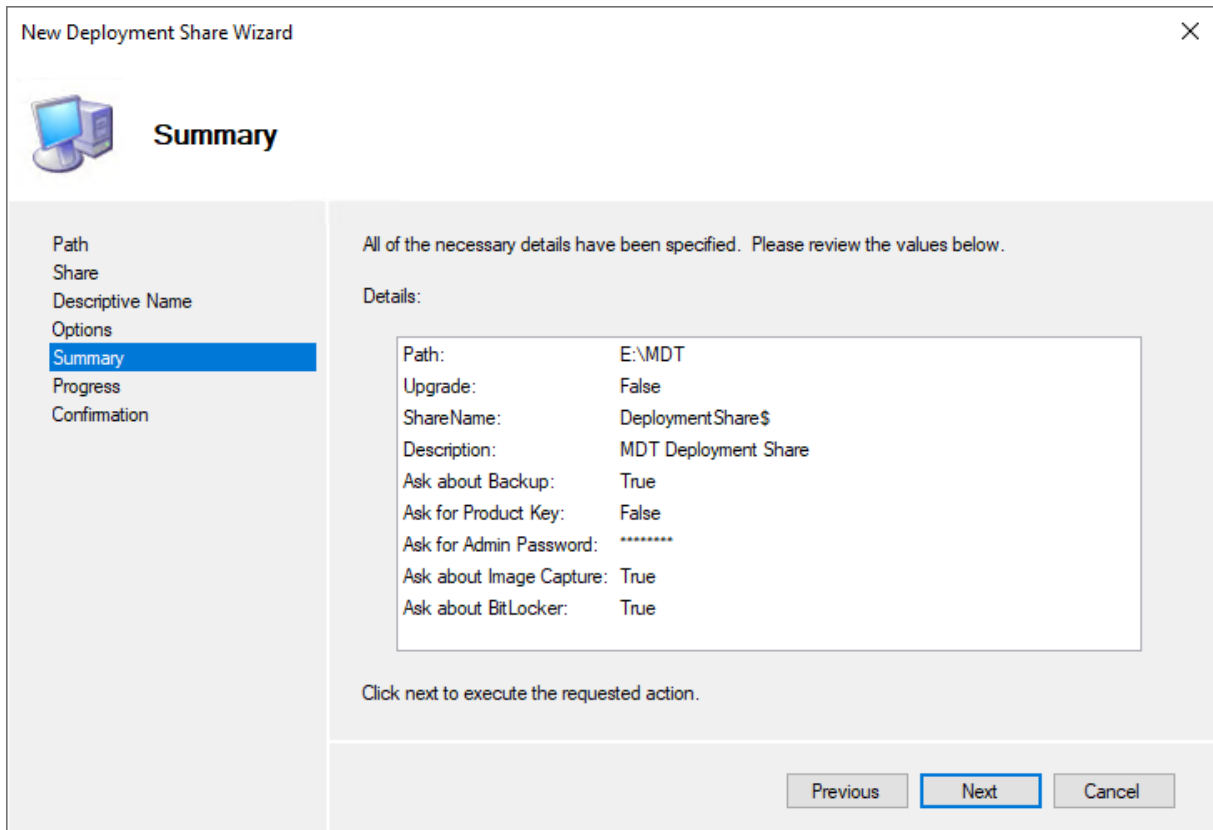 New Deployment Share Wizard
Summary
Path
Share
Descriptive Name
Options
Summary
Progress
Confirmation
All of the necessary details have been specified.  Please review the values below.
Details:
Path: E:\MDT
Upgrade: False
ShareName: DeploymentShare$
Description: MDT Deployment Share
Ask about Backup: True
Ask for Product Key: False
Ask for Admin Password: ********
Ask about Image Capture: True
Ask about BitLocker: True
Click next to execute the requested action.
Previous Next Cancel